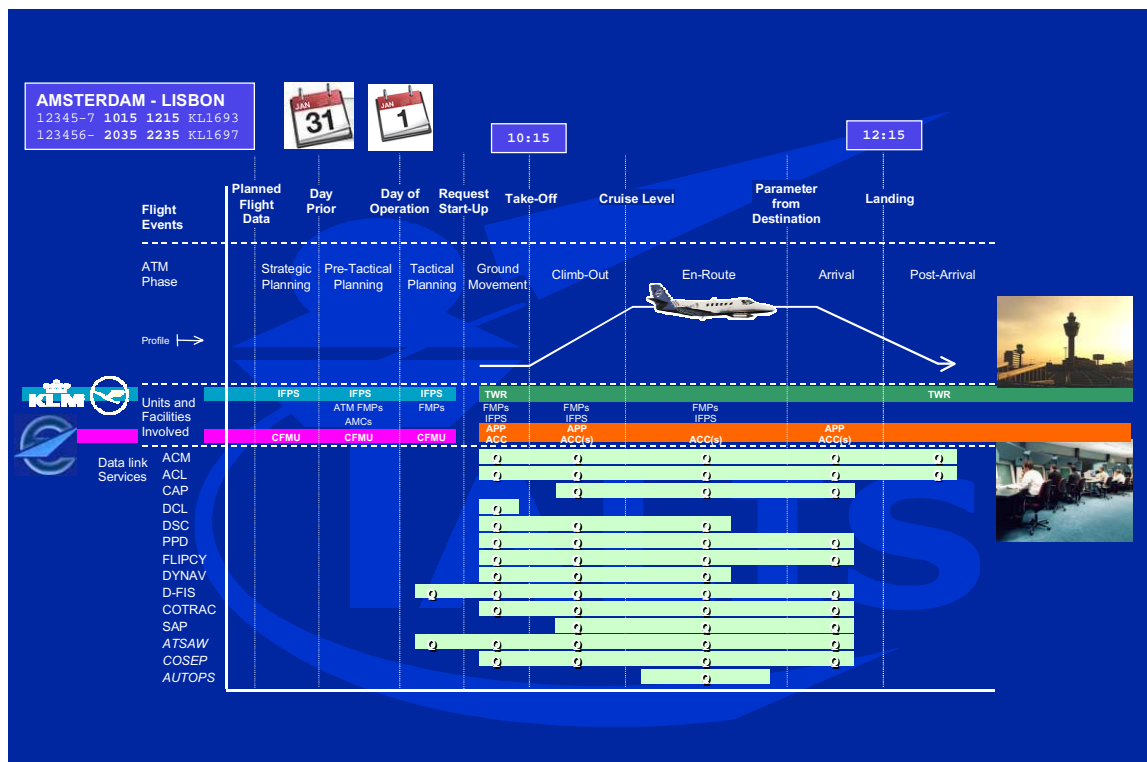 AMSTERDAM - LISBON
12345-7 1015 1215 KL1693
123456- 2035 2235 KL1697
JAN
31
JAN
1
10:15
12:15
Flight
Events
Planned
Flight
Data
Day
Prior
Day of
Operation
Request
Start-Up
Take-Off
Cruise Level
Parameter
from
Destination
Landing
ATM
Phase
Strategic
Planning
Pre-Tactical
Planning
Tactical
Planning
Ground
Movement
Climb-Out
En-Route
Arrival
Post-Arrival
Profile
KLM
Units and
Facilities
Involved
IFPS
IFPS
IFPS
TWR
TWR
ATM FMPs
AMCs
FMPs
FMPs
IFPS
FMPs
IFPS
FMPs
IFPS
CFMU
CFMU
CFMU
APP
ACC
APP
ACC(s)
ACC(s)
APP
ACC(s)
Data link
Services
ACM Q Q Q Q Q
ACL Q Q Q Q Q
CAP Q Q Q
DCL Q
DSC Q Q Q
PPD Q Q Q Q
FLIPCY Q Q Q Q
DYNAV Q Q Q
D-FIS Q Q Q Q Q
COTRAC Q Q Q Q
SAP Q Q Q
ATSAW Q Q Q Q Q
COSEP Q Q Q Q
AUTOPS Q